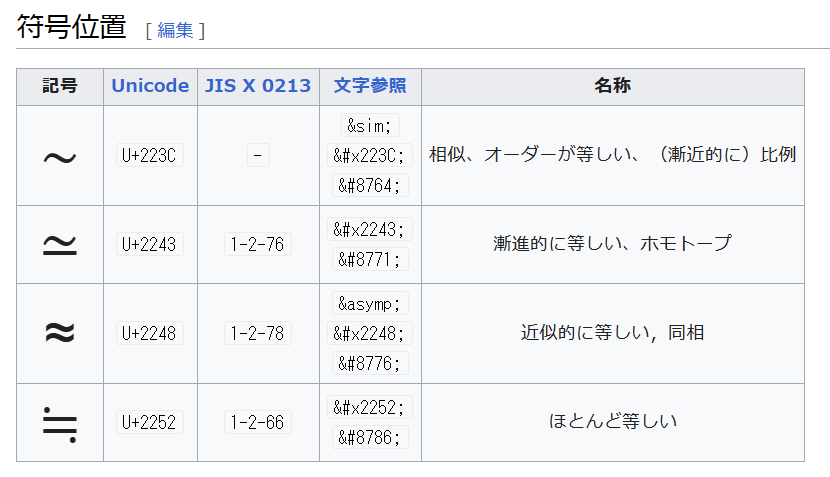 符号位置 [ 編集 ]
記号 Unicode JIS X 0213 文字参照 名称
∼ U+223C - &sim; 相似、オーダーが等しい、（漸近的に）比例
&#x223C;
&#8764;
≃ U+2243 1-2-76 &#x2243; 漸進的に等しい、ホモトープ
&#8771;
≈ U+2248 1-2-78 &asymp; 近似的に等しい，同相
&#x2248;
&#8776;
≒ U+2252 1-2-66 &#x2252; ほとんど等しい
&#8786;